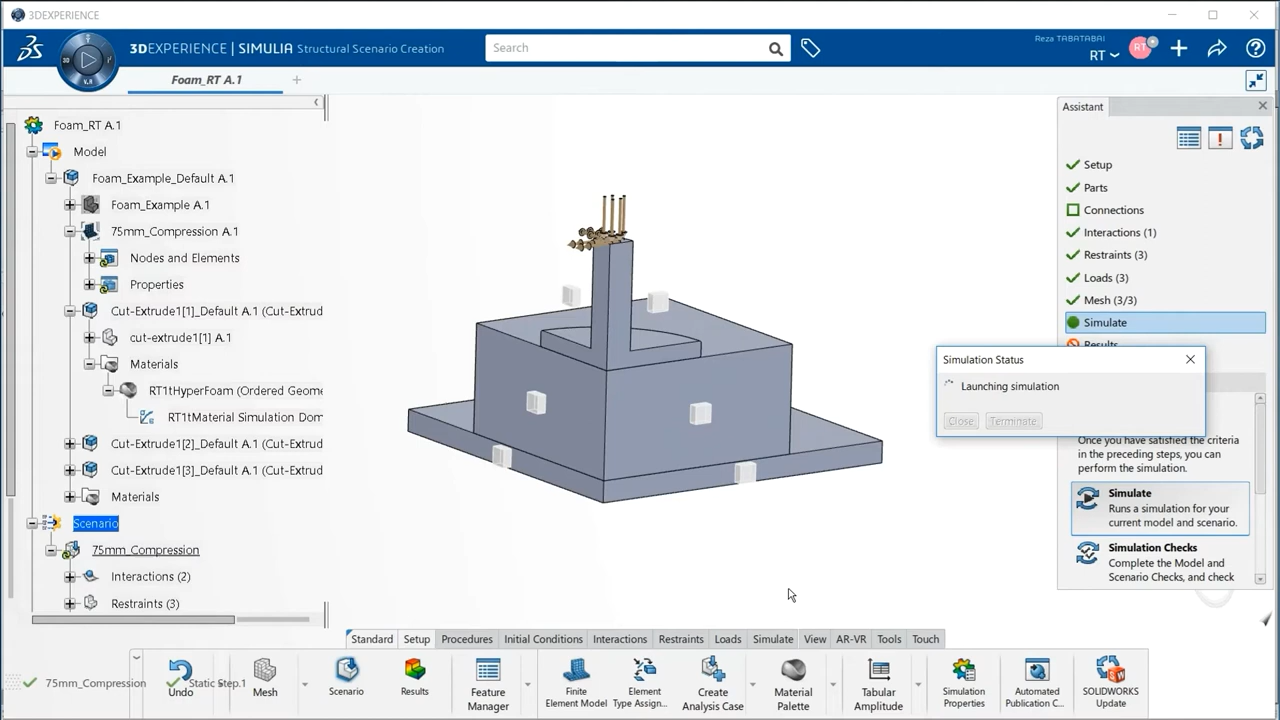 3DEXPERIENCE
3DEXPERIENCE | SIMULIA Structural Scenario Creation
Search
Reza TABATABAI
RT
RT
3D
V.R
Foam_RT A.1
Foam_RT A.1
Model
Foam_Example_Default A.1
Foam_Example A.1
75mm_Compression A.1
Nodes and Elements
Properties
Cut-Extrude1[1]_Default A.1 (Cut-Extrud
cut-extrude1[1] A.1
Materials
RT1tHyperFoam (Ordered Geome
RT1tMaterial Simulation Dom
Cut-Extrude1[2]_Default A.1 (Cut-Extrud
Cut-Extrude1[3]_Default A.1 (Cut-Extrud
Materials
Scenario
75mm_Compression
Interactions (2)
Restraints (3)
Assistant
Setup
Parts
Connections
Interactions (1)
Restraints (3)
Loads (3)
Mesh (3/3)
Simulate
Results
Simulation Status
Launching simulation
Close
Terminate
Once you have satisfied the criteria
in the preceding steps, you can
perform the simulation.
Simulate
Runs a simulation for your
current model and scenario.
Simulation Checks
Complete the Model and
Scenario Checks, and check
Standard
Setup
Procedures
Initial Conditions
Interactions
Restraints
Loads
Simulate
View
AR-VR
Tools
Touch
75mm_Compression
Static Step.1
Undo
Mesh
Scenario
Results
Feature
Manager
Finite
Element Model
Element
Type Assign...
Create
Analysis Case
Material
Palette
Tabular
Amplitude
Simulation
Properties
Automated
Publication C...
SOLIDWORKS
Update